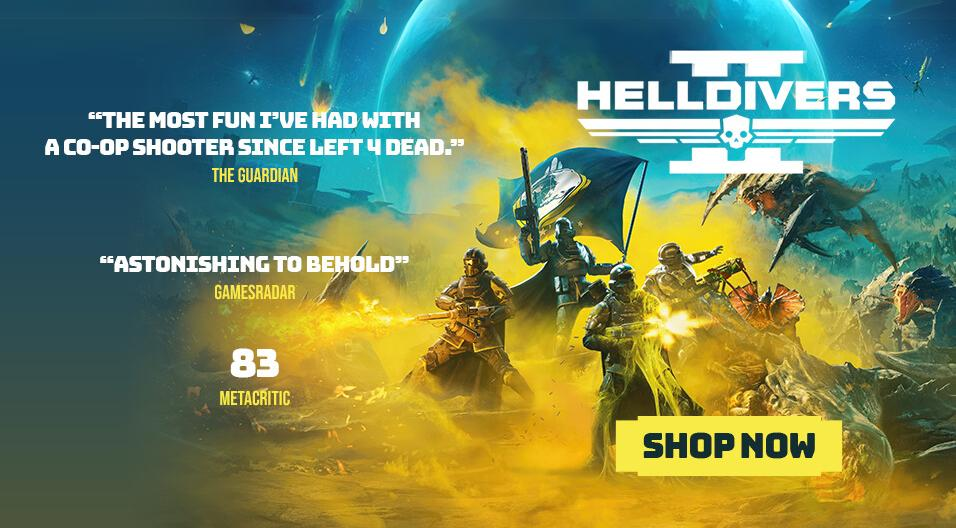 “THE MOST FUN I’VE HAD WITH
A CO-OP SHOOTER SINCE LEFT 4 DEAD.”
THE GUARDIAN
“ASTONISHING TO BEHOLD”
GAMESRADAR
83
METACRITIC
II
HELLDIVERS
SHOP NOW